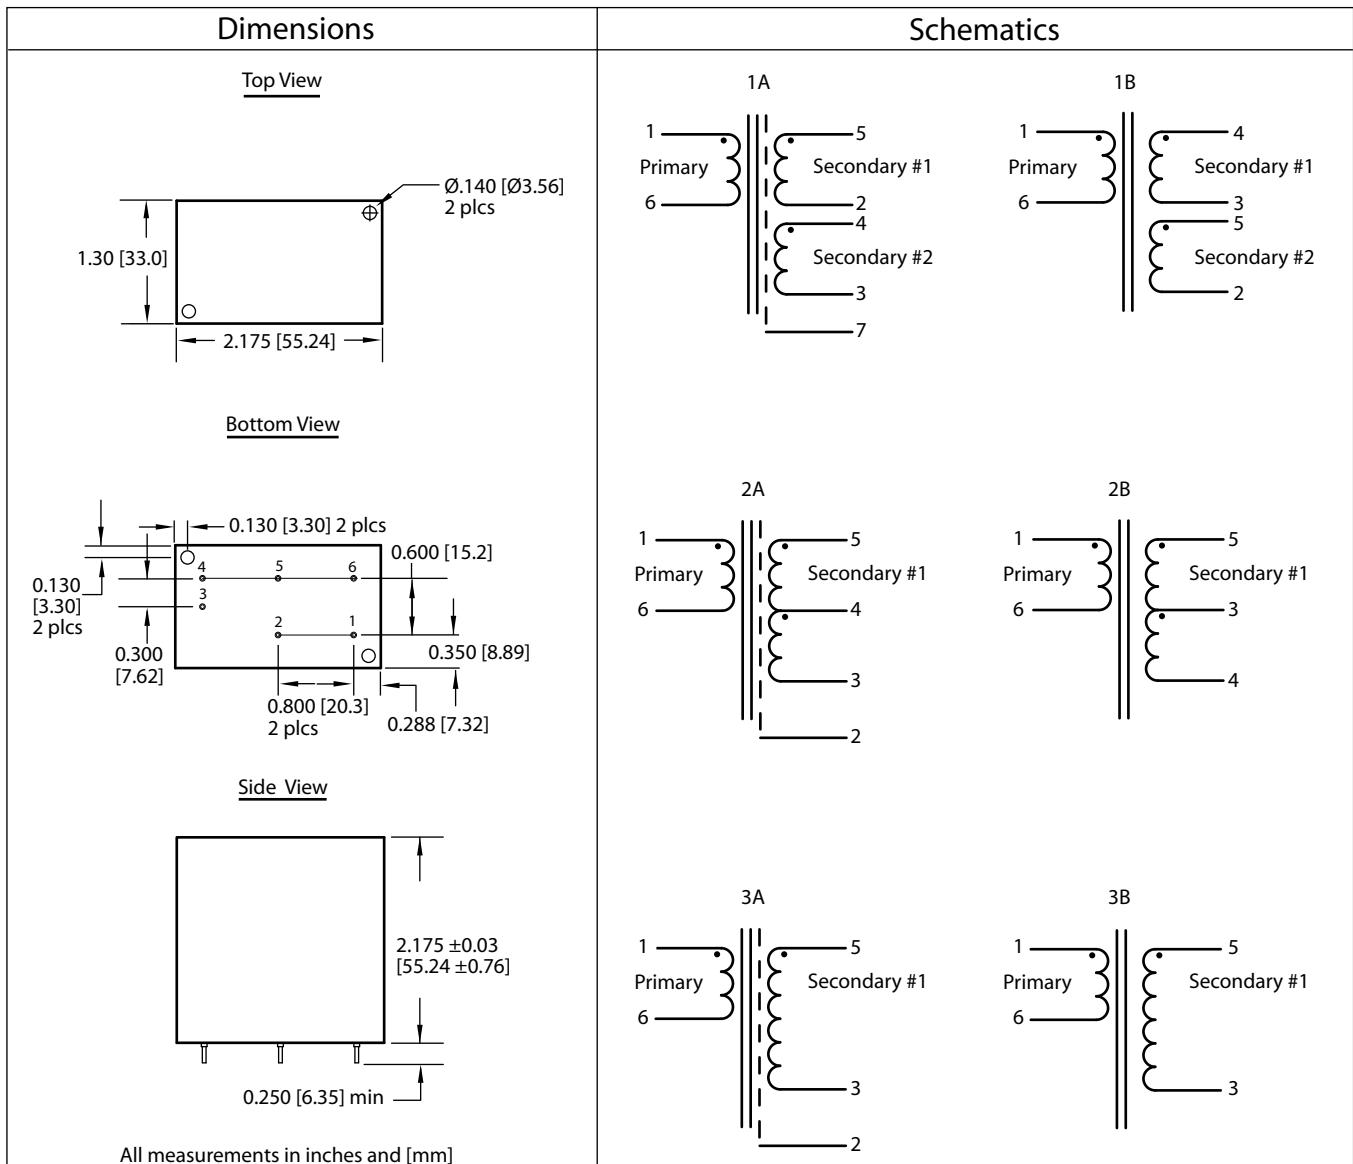 Dimensions
Top View
Ø.140 [Ø3.56]
2 plcs
1.30 [33.0]
2.175 [55.24]
Bottom View
0.130 [3.30] 2 plcs
0.600 [15.2]
0.130
[3.30]
2 plcs
4
5
6
3
2
1
0.300
[7.62]
0.350 [8.89]
0.800 [20.3]
2 plcs
0.288 [7.32]
Side View
2.175 ±0.03
[55.24 ±0.76]
0.250 [6.35] min
All measurements in inches and [mm]
Schematics
1A
1
Primary
6
5
Secondary #1
2
4
Secondary #2
3
7
1B
1
Primary
6
4
Secondary #1
3
5
Secondary #2
2
2A
1
Primary
6
5
Secondary #1
4
3
2
2B
1
Primary
6
5
Secondary #1
3
4
3A
1
Primary
6
5
Secondary #1
3
2
3B
1
Primary
6
5
Secondary #1
3